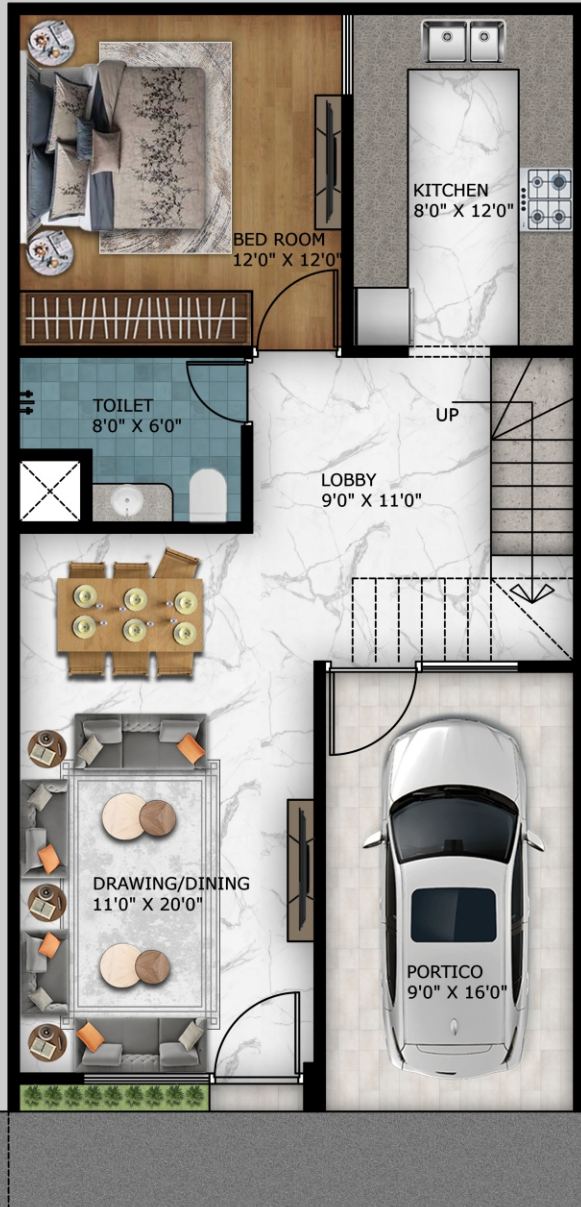 KITCHEN
8'0" X 12'0"
BED ROOM
12'0" X 12'0"
TOILET
8'0" X 6'0"
UP
LOBBY
9'0" X 11'0"
DRAWING/DINING
11'0" X 20'0"
PORTICO
9'0" X 16'0"